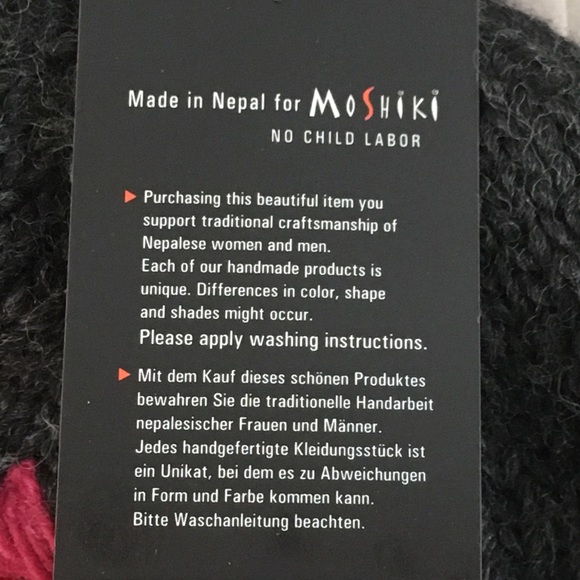 Made in Nepal for MoSHiKi
NO CHILD LABOR
Purchasing this beautiful item you
support traditional craftsmanship of
Nepalese women and men.
Each of our handmade products is
unique. Differences in color, shape
and shades might occur.
Please apply washing instructions.
Mit dem Kauf dieses schönen Produktes
bewahren Sie die traditionelle Handarbeit
nepalesischer Frauen und Männer.
Jedes handgefertigte Kleidungsstück ist
ein Unikat, bei dem es zu Abweichungen
in Form und Farbe kommen kann.
Bitte Waschanleitung beachten.